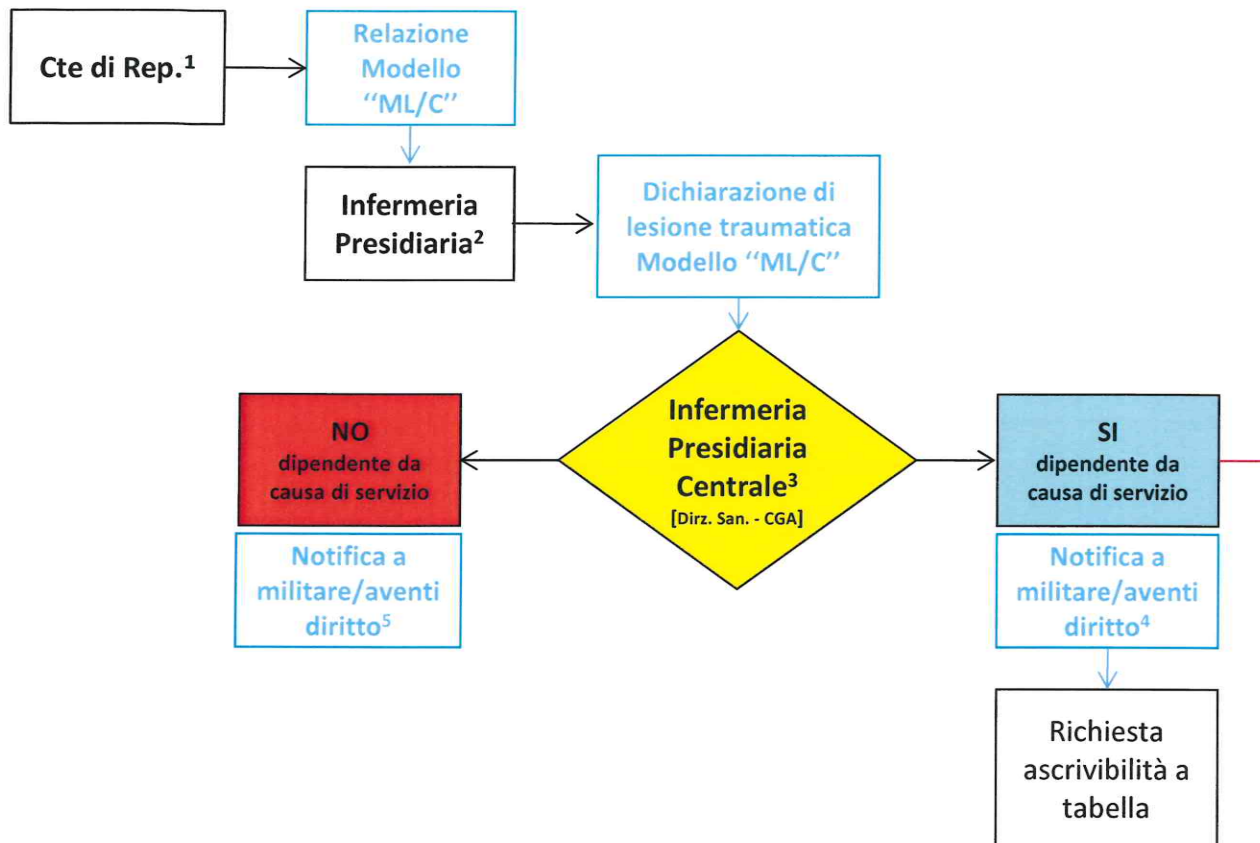 Cte di Rep.¹
Relazione
Modello
‘‘ML/C’’
Infermeria
Presidiaria²
Dichiarazione di
lesione traumatica
Modello ‘‘ML/C’’
Infermeria
Presidiaria
Centrale³
[Dirz. San. - CGA]
NO
dipendente da
causa di servizio
Notifica a
militare/aventi
diritto⁵
SI
dipendente da
causa di servizio
Notifica a
militare/aventi
diritto⁴
Richiesta
ascrivibilità a
tabella